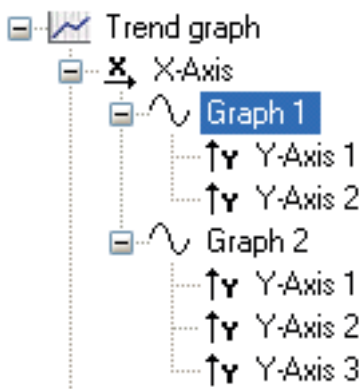 Trend graph
X X-Axis
Graph 1
Y Y-Axis 1
Y Y-Axis 2
Graph 2
Y Y-Axis 1
Y Y-Axis 2
Y Y-Axis 3